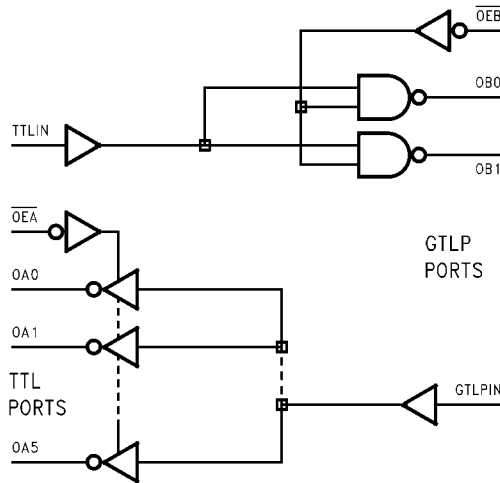 OEB
OB0
TTLIN
OB1
OEA
GTLP
PORTS
OA0
OA1
TTL
PORTS
GTLPIN
OA5